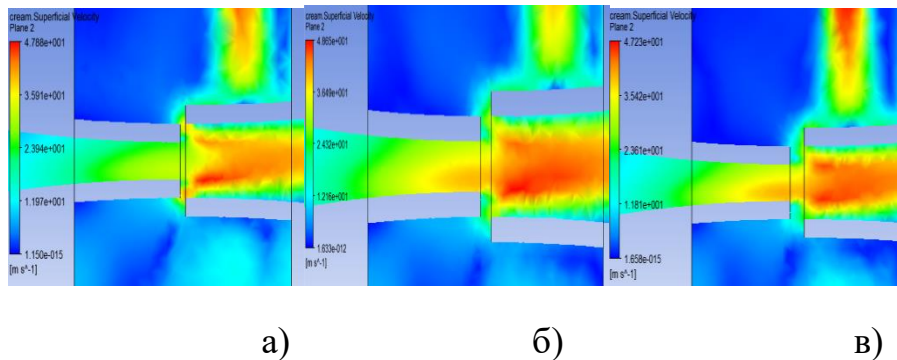 cream.Superficial Velocity
Plane 2
4.788e+001
3.591e+001
2.394e+001
1.197e+001
1.150e-015
[m s^-1]
cream.Superficial Velocity
Plane 2
4.865e+001
3.649e+001
2.432e+001
1.216e+001
1.633e-012
[m s^-1]
cream.Superficial Velocity
Plane 2
4.723e+001
3.542e+001
2.361e+001
1.181e+001
1.658e-015
[m s^-1]
а) б) в)